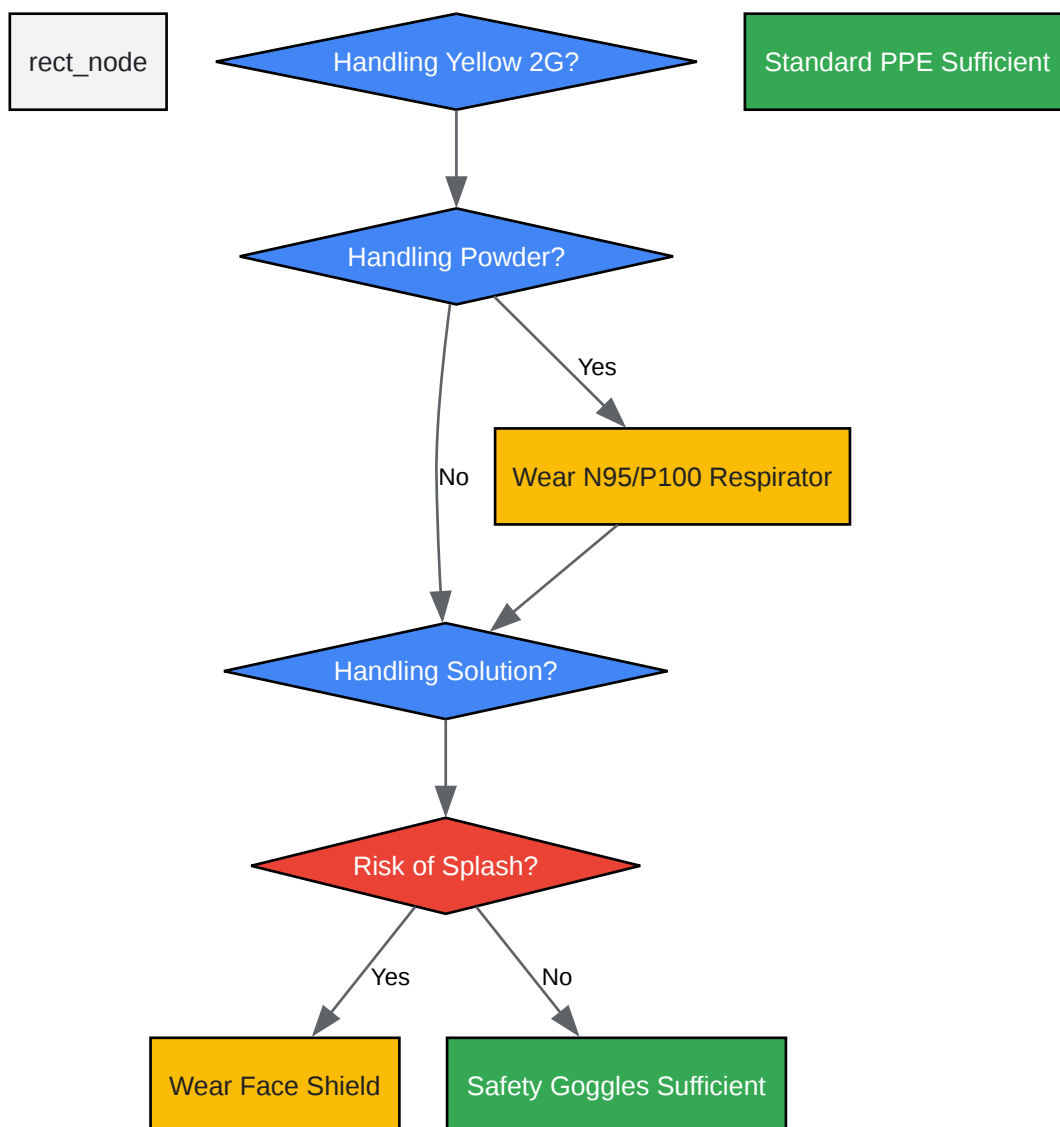 rect_node
Handling Yellow 2G?
Standard PPE Sufficient
Handling Powder?
Yes
No
Wear N95/P100 Respirator
Handling Solution?
Risk of Splash?
Yes
No
Wear Face Shield
Safety Goggles Sufficient